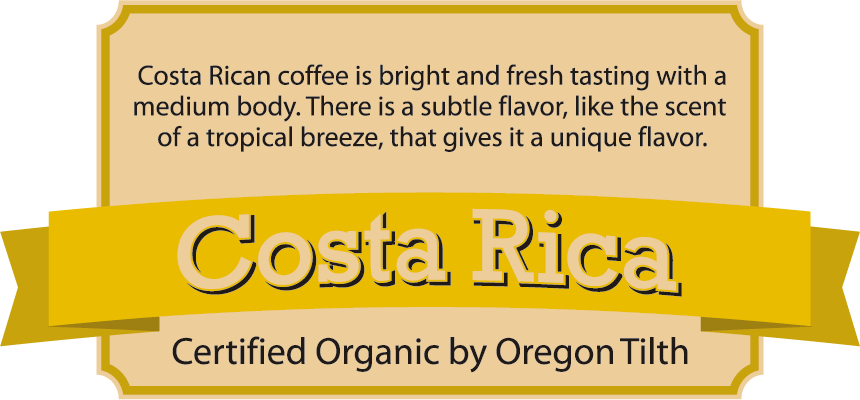 Costa Rican coffee is bright and fresh tasting with a
medium body. There is a subtle flavor, like the scent
of a tropical breeze, that gives it a unique flavor.
Costa Rica
Certified Organic by Oregon Tilth